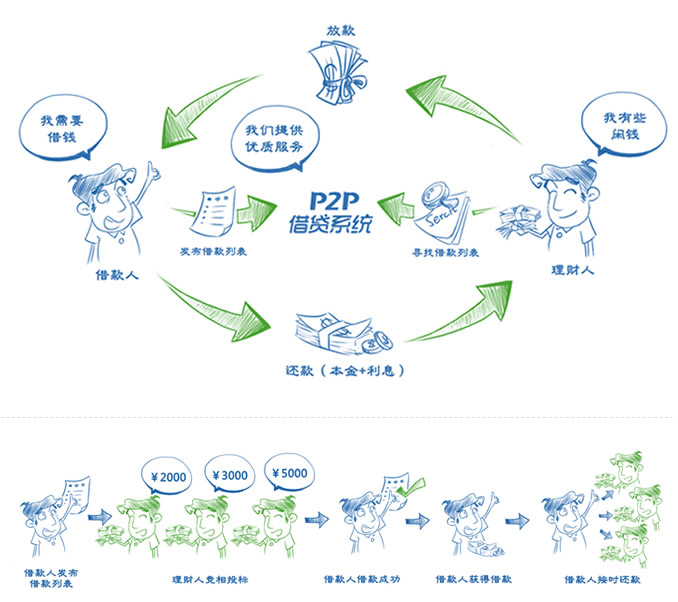 放款
我需要
借钱
我们提供
优质服务
我有些
闲钱
P2P
借贷系统
Serch
发布借款列表
寻找借款列表
借款人
理财人
还款（本金+利息）
¥2000
¥3000
¥5000
借款人发布
借款列表
理财人竞相投标
借款人借款成功
借款人获得借款
借款人按时还款